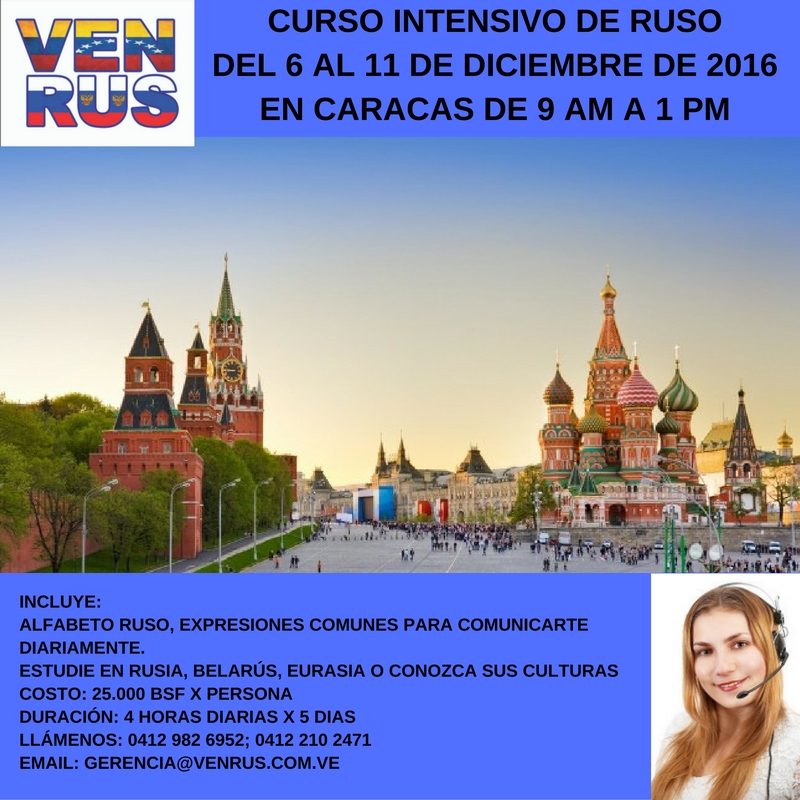 VEN
RUS
CURSO INTENSIVO DE RUSO
DEL 6 AL 11 DE DICIEMBRE DE 2016
EN CARACAS DE 9 AM A 1 PM
INCLUYE:
ALFABETO RUSO, EXPRESIONES COMUNES PARA COMUNICARTE
DIARIAMENTE.
ESTUDIE EN RUSIA, BELARÚS, EURASIA O CONOZCA SUS CULTURAS
COSTO: 25.000 BSF X PERSONA
DURACIÓN: 4 HORAS DIARIAS X 5 DIAS
LLÁMENOS: 0412 982 6952; 0412 210 2471
EMAIL: GERENCIA@VENRUS.COM.VE